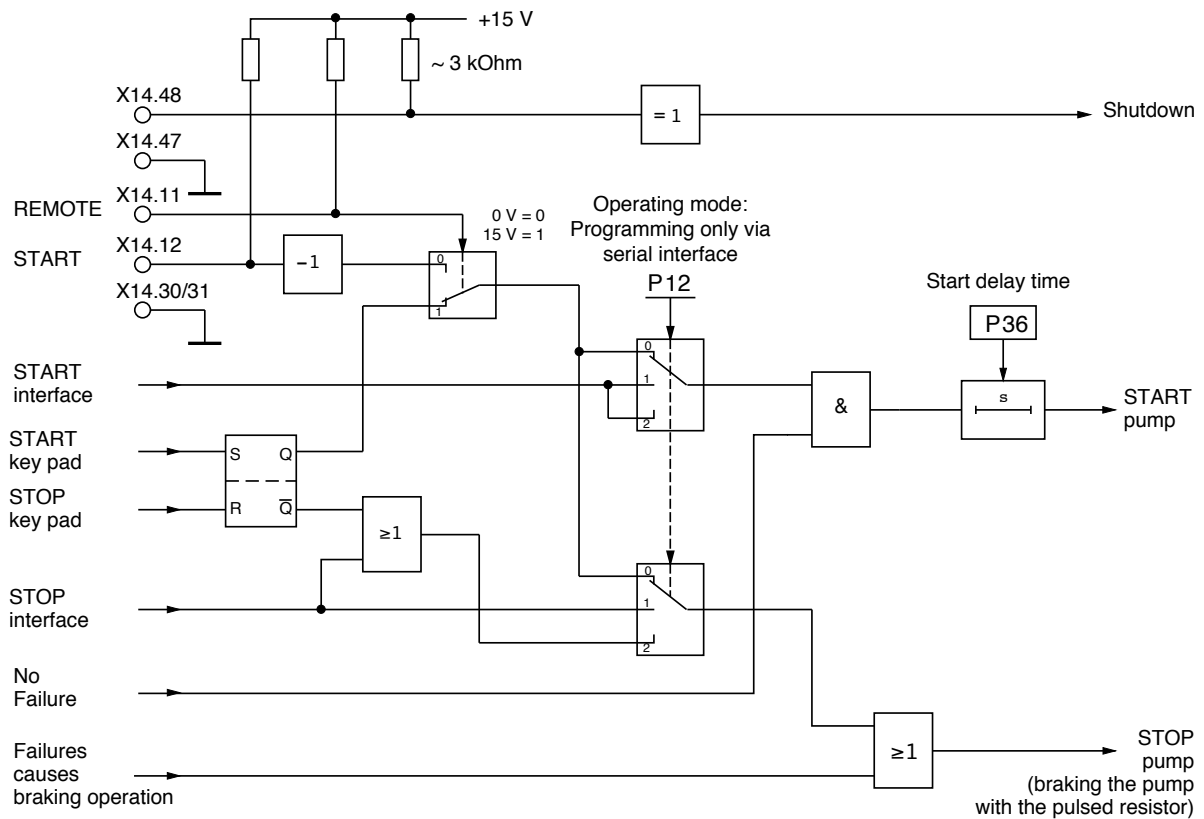 +15 V
~ 3 kOhm
X14.48
= 1
Shutdown
X14.47
REMOTE
X14.11
0 V = 0
15 V = 1
Operating mode:
Programming only via
serial interface
P12
START
X14.12
-1
0
1
X14.30/31
Start delay time
P36
START
interface
0
1
2
&
s
START
pump
START
key pad
S Q
STOP
key pad
R Q̅
≥1
STOP
interface
0
1
2
No
Failure
Failures
causes
braking operation
≥1
STOP
pump
(braking the pump
with the pulsed resistor)